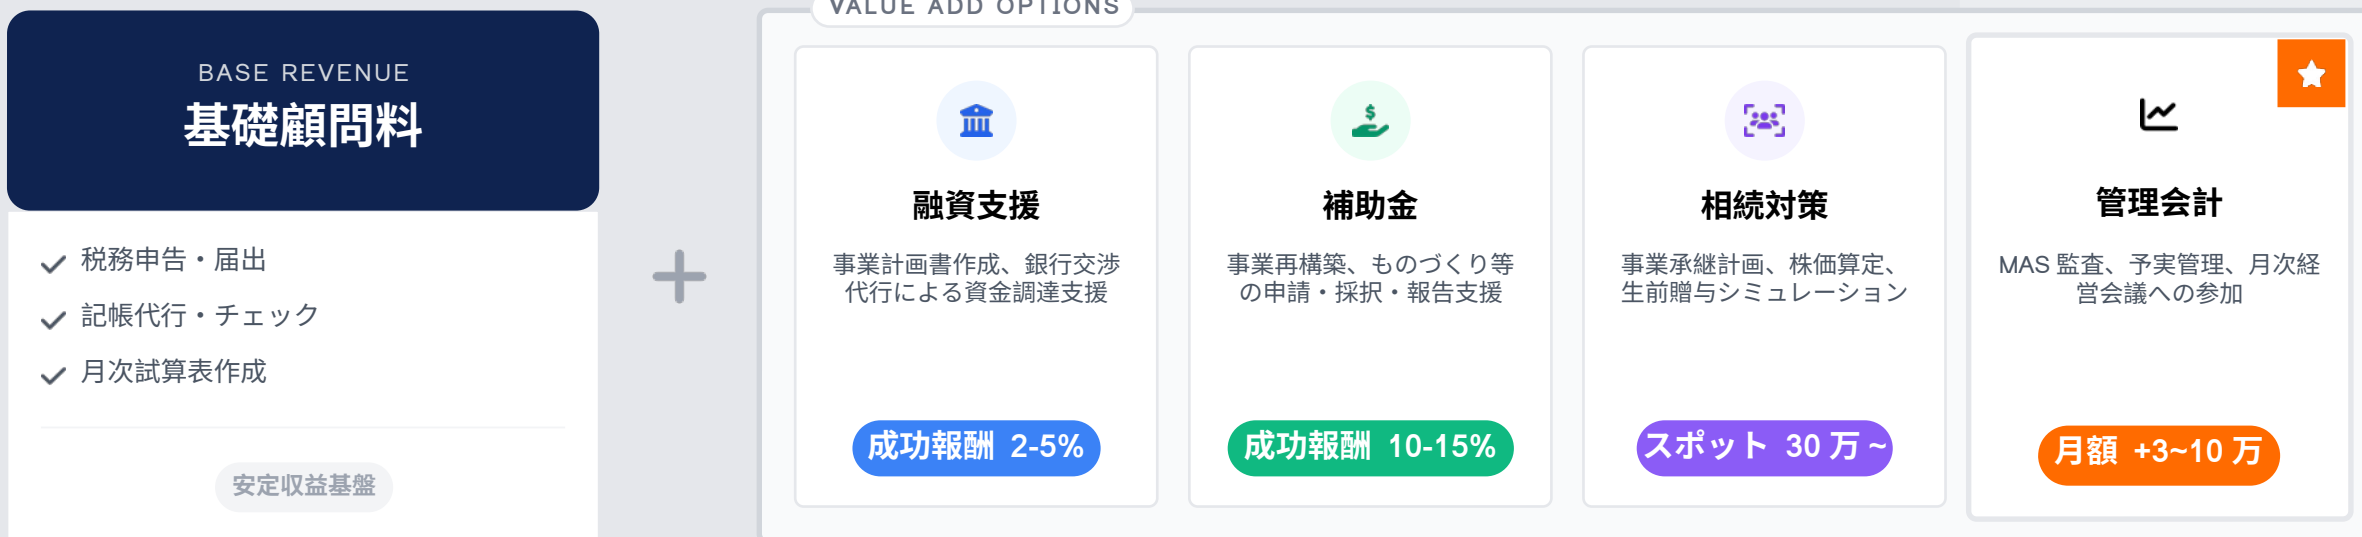 BASE REVENUE
基礎顧問料
税務申告・届出
記帳代行・チェック
月次試算表作成
安定収益基盤
VALUE ADD OPTIONS
融資支援
事業計画書作成、銀行交渉
代行による資金調達支援
成功報酬 2-5%
補助金
事業再構築、ものづくり等
の申請・採択・報告支援
成功報酬 10-15%
相続対策
事業承継計画、株価算定、
生前贈与シミュレーション
スポット 30 万 ~
管理会計
MAS 監査、予実管理、月次経
営会議への参加
月額 +3~10 万